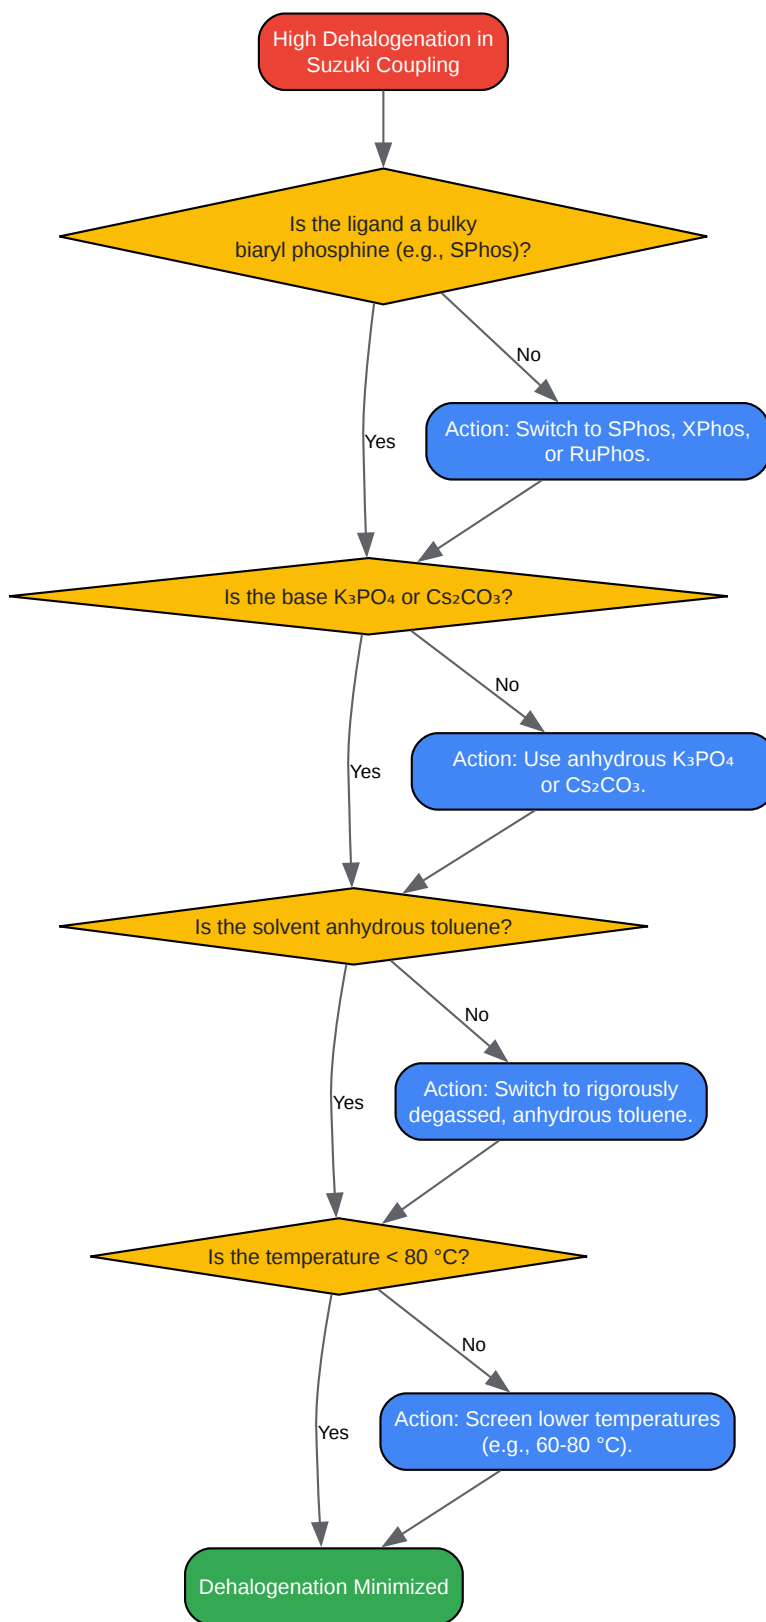 High Dehalogenation in
Suzuki Coupling
Is the ligand a bulky
biaryl phosphine (e.g., SPhos)?
No
Yes
Action: Switch to SPhos, XPhos,
or RuPhos.
Is the base K₃PO₄ or Cs₂CO₃?
No
Yes
Action: Use anhydrous K₃PO₄
or Cs₂CO₃.
Is the solvent anhydrous toluene?
No
Yes
Action: Switch to rigorously
degassed, anhydrous toluene.
Is the temperature < 80 °C?
No
Yes
Action: Screen lower temperatures
(e.g., 60-80 °C).
Dehalogenation Minimized